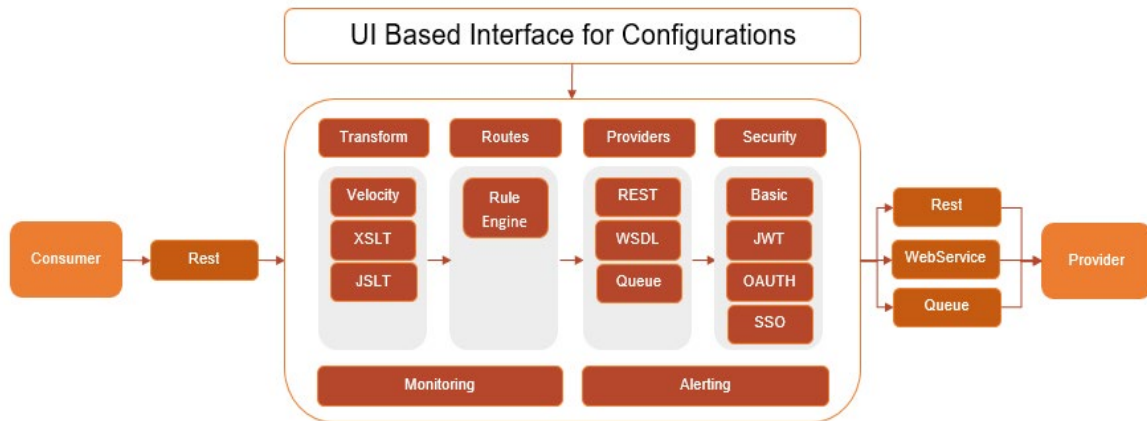 UI Based Interface for Configurations
Transform
Routes
Providers
Security
Velocity
XSLT
JSLT
Rule
Engine
REST
WSDL
Queue
Basic
JWT
OAUTH
SSO
Monitoring
Alerting
Consumer
Rest
Rest
WebService
Queue
Provider